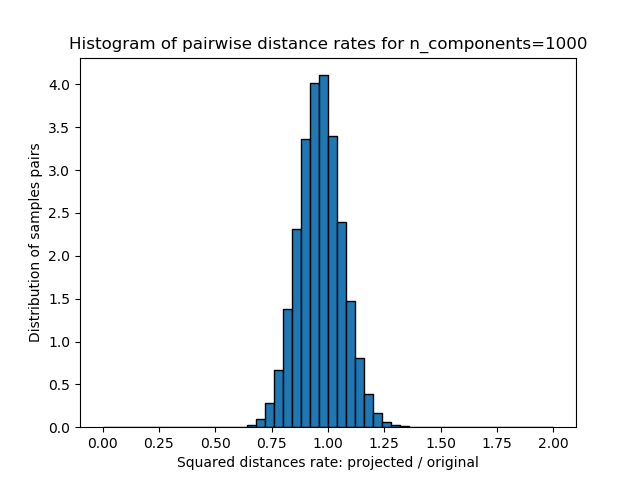 Histogram of pairwise distance rates for n_components=1000
4.0
3.5
3.0
2.5
2.0
1.5
1.0
0.5
0.0
Distribution of samples pairs
0.00 0.25 0.50 0.75 1.00 1.25 1.50 1.75 2.00
Squared distances rate: projected / original